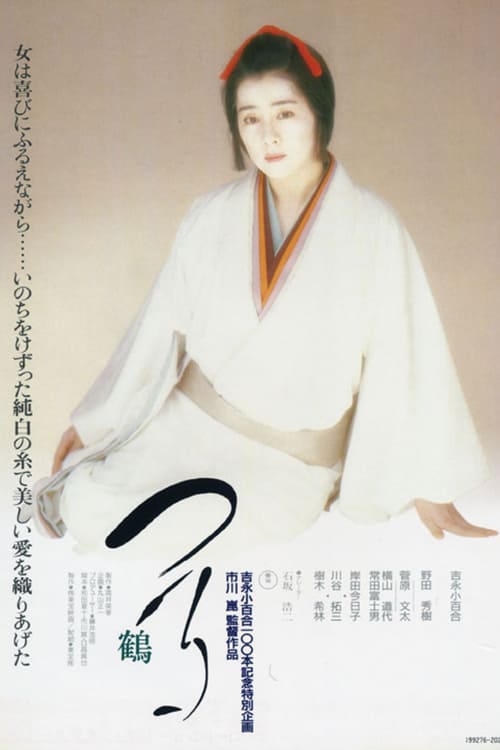 女は喜びにふるえながら……いのちをけずった純白の糸で美しい愛を織りあげた
つる
鶴
吉永小百合一〇〇本記念特別企画
市川 崑 監督作品
吉永小百合
野田 秀樹
菅原 文太
横山 道代
常田富士男
岸田今日子
川谷 拓三
樹木 希林
石坂 浩二